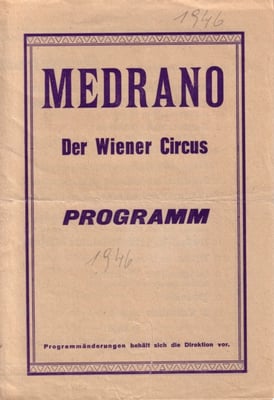 1946
MEDRANO
Der Wiener Circus
PROGRAMM
1946
Programmänderungen behält sich die Direktion vor.